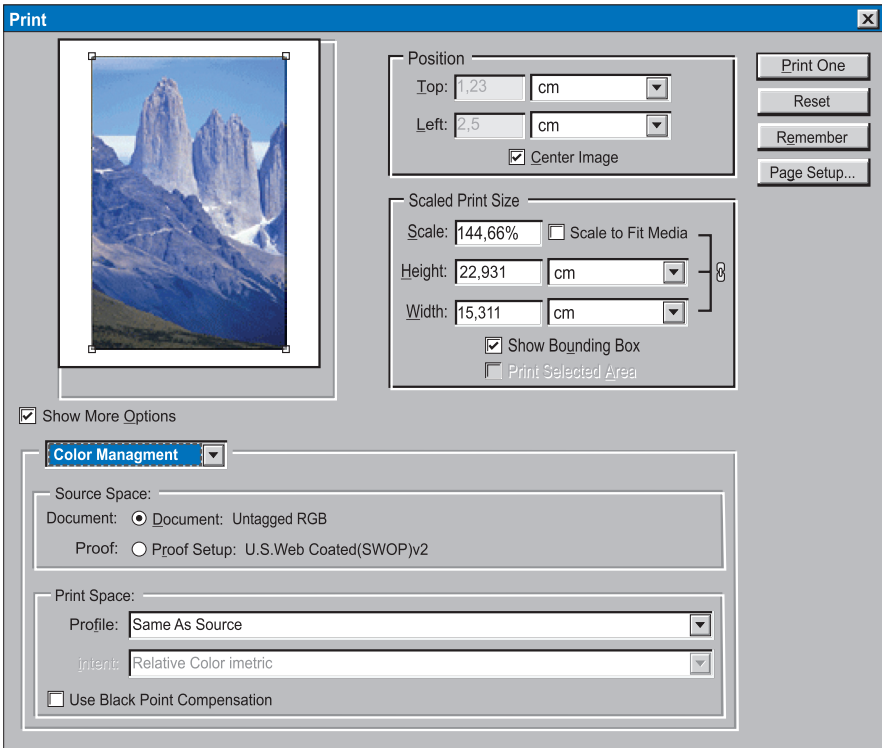 Print
Position
Top: 1,23 cm
Left: 2,5 cm
Center Image
Print One
Reset
Remember
Page Setup...
Scaled Print Size
Scale: 144,66% Scale to Fit Media
Height: 22,931 cm
Width: 15,311 cm
Show Bounding Box
Print Selected Area
Show More Options
Color Managment
Source Space:
Document: Document: Untagged RGB
Proof: Proof Setup: U.S.Web Coated(SWOP)v2
Print Space:
Profile: Same As Source
intent: Relative Color imetric
Use Black Point Compensation